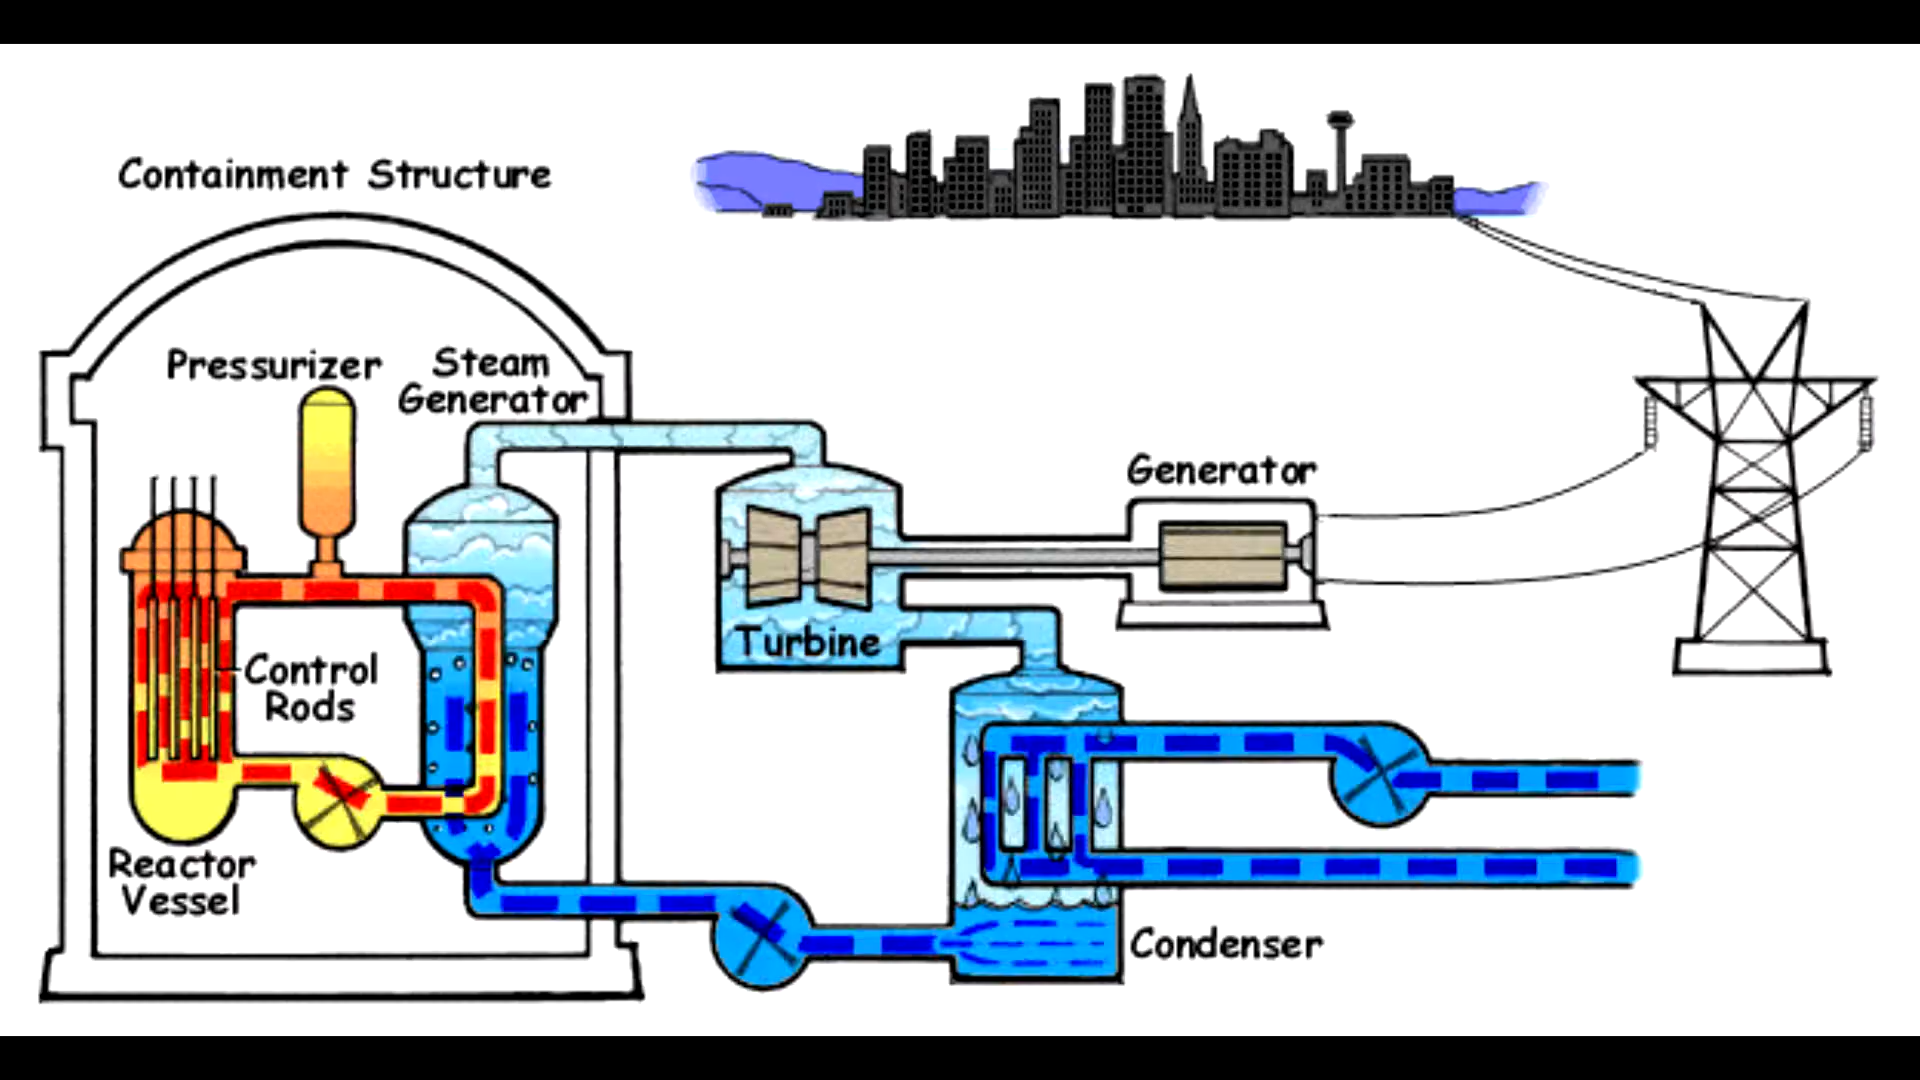 Containment Structure
Pressurizer
Steam
Generator
Generator
Turbine
Control
Rods
Reactor
Vessel
Condenser